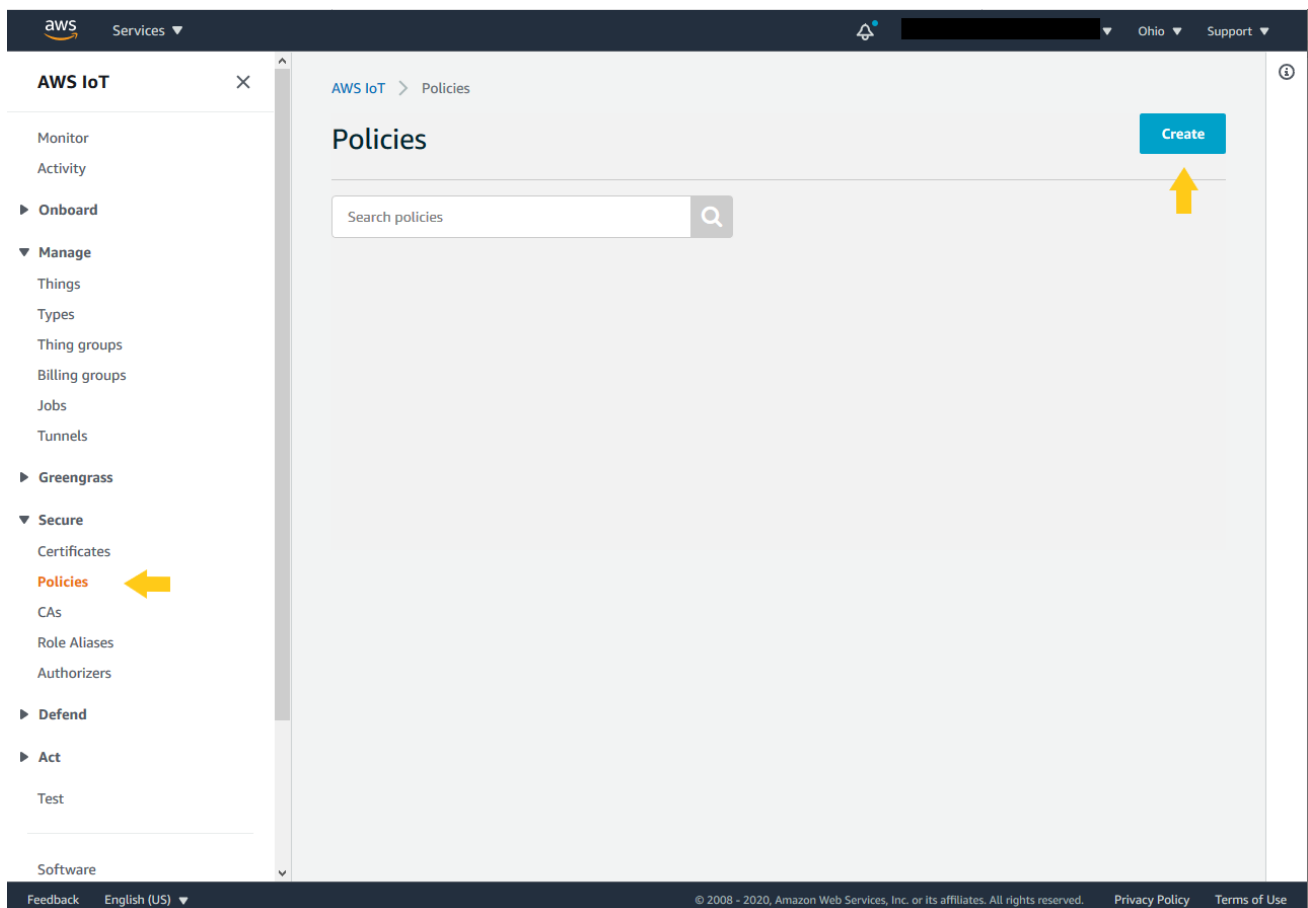 aws Services Ohio Support
AWS IoT
Monitor
Activity
Onboard
Manage
Things
Types
Thing groups
Billing groups
Jobs
Tunnels
Greengrass
Secure
Certificates
Policies
CAs
Role Aliases
Authorizers
Defend
Act
Test
Software
AWS IoT > Policies
Policies
Create
Search policies
Feedback English (US) © 2008 - 2020, Amazon Web Services, Inc. or its affiliates. All rights reserved. Privacy Policy Terms of Use